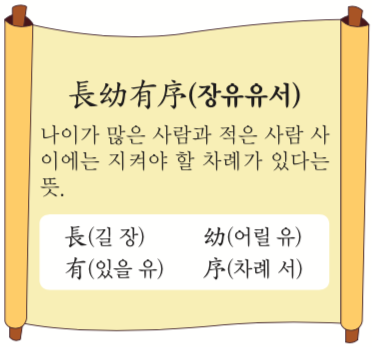 長幼有序(장유유서)
나이가 많은 사람과 적은 사람 사
이에는 지켜야 할 차례가 있다는
뜻.
長(길 장) 幼(어릴 유)
有(있을 유) 序(차례 서)